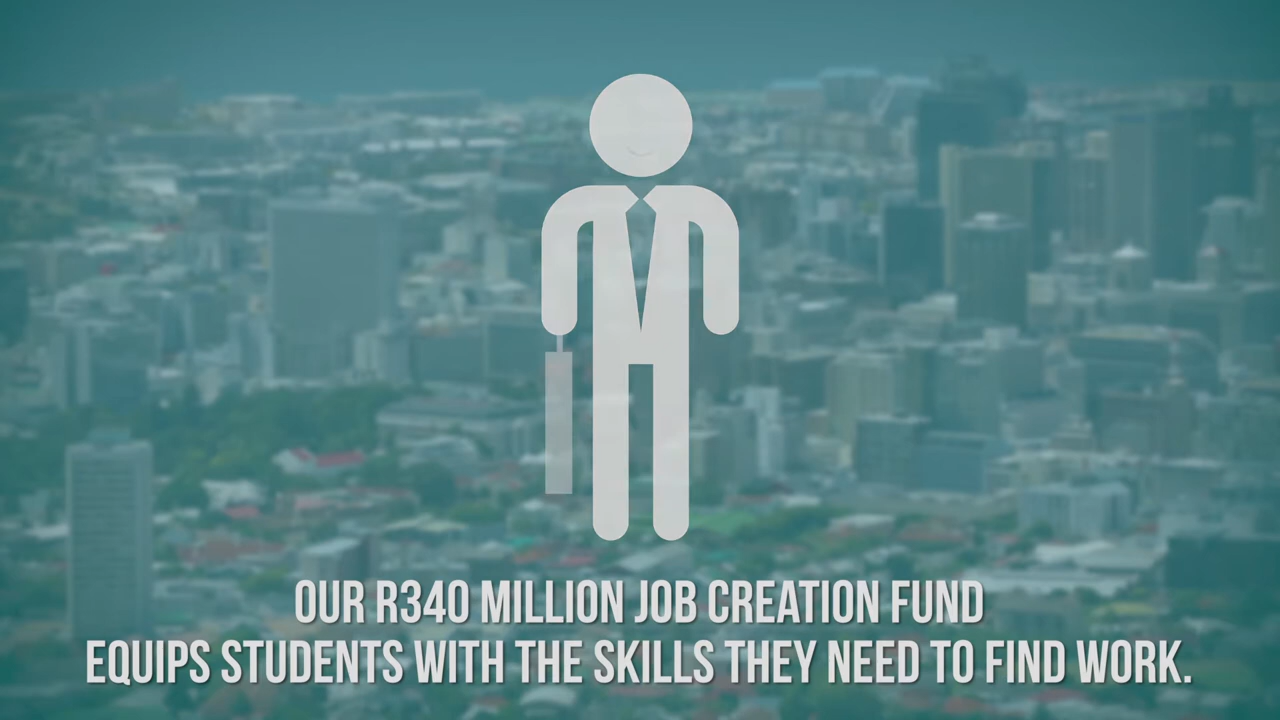 OUR R340 MILLION JOB CREATION FUND
EQUIPS STUDENTS WITH THE SKILLS THEY NEED TO FIND WORK.